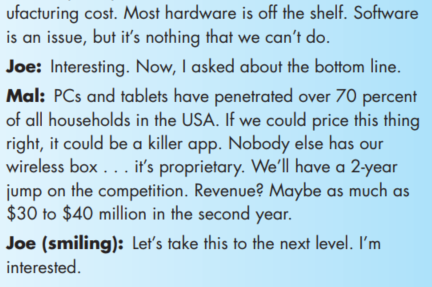 ufacturing cost. Most hardware is off the shelf. Software
is an issue, but it's nothing that we can't do.
Joe: Interesting. Now, I asked about the bottom line.
Mal: PCs and tablets have penetrated over 70 percent
of all households in the USA. If we could price this thing
right, it could be a killer app. Nobody else has our
wireless box . . . it's proprietary. We'll have a 2-year
jump on the competition. Revenue? Maybe as much as
$30 to $40 million in the second year.
Joe (smiling): Let's take this to the next level. I'm
interested.